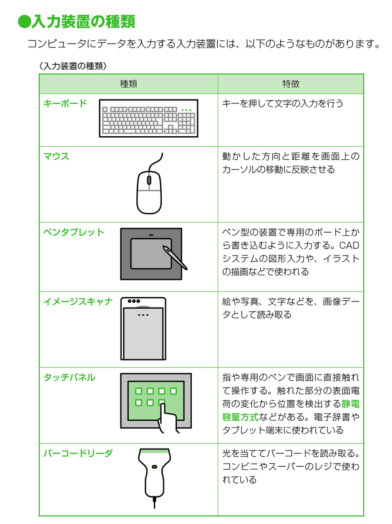 ●入力装置の種類
コンピュータにデータを入力する入力装置には、以下のようなものがあります。
〈入力装置の種類〉
種類
特徴
キーボード
キーを押して文字の入力を行う
マウス
動かした方向と距離を画面上の
カーソルの移動に反映させる
ペンタブレット
ペン型の装置で専用のボード上か
ら書き込むように入力する。CAD
システムの図形入力や、イラスト
の描画などで使われる
イメージスキャナ
絵や写真、文字などを、画像デー
タとして読み取る
タッチパネル
指や専用のペンで画面に直接触れ
て操作する。触れた部分の表面電
荷の変化から位置を検出する静電
容量方式などがある。電子辞書や
タブレット端末に使われている
バーコードリーダ
光を当ててバーコードを読み取る。
コンビニやスーパーのレジで使わ
れている